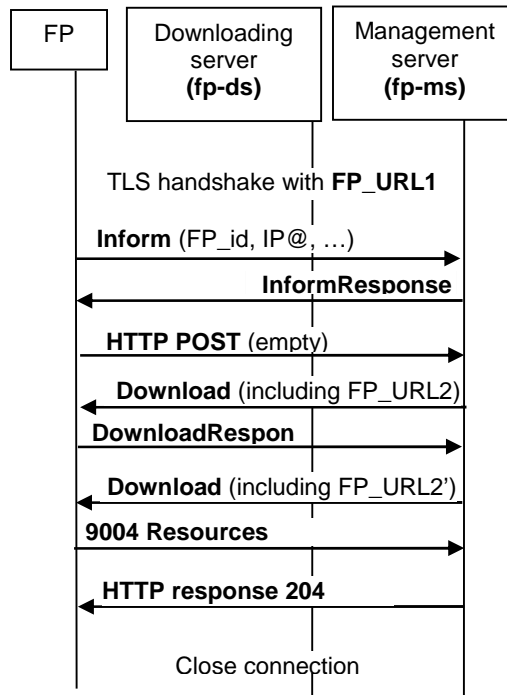 FP
Downloading
server
(fp-ds)
Management
server
(fp-ms)
TLS handshake with FP_URL1
Inform (FP_id, IP@, …)
InformResponse
HTTP POST (empty)
Download (including FP_URL2)
DownloadRespon
Download (including FP_URL2')
9004 Resources
HTTP response 204
Close connection